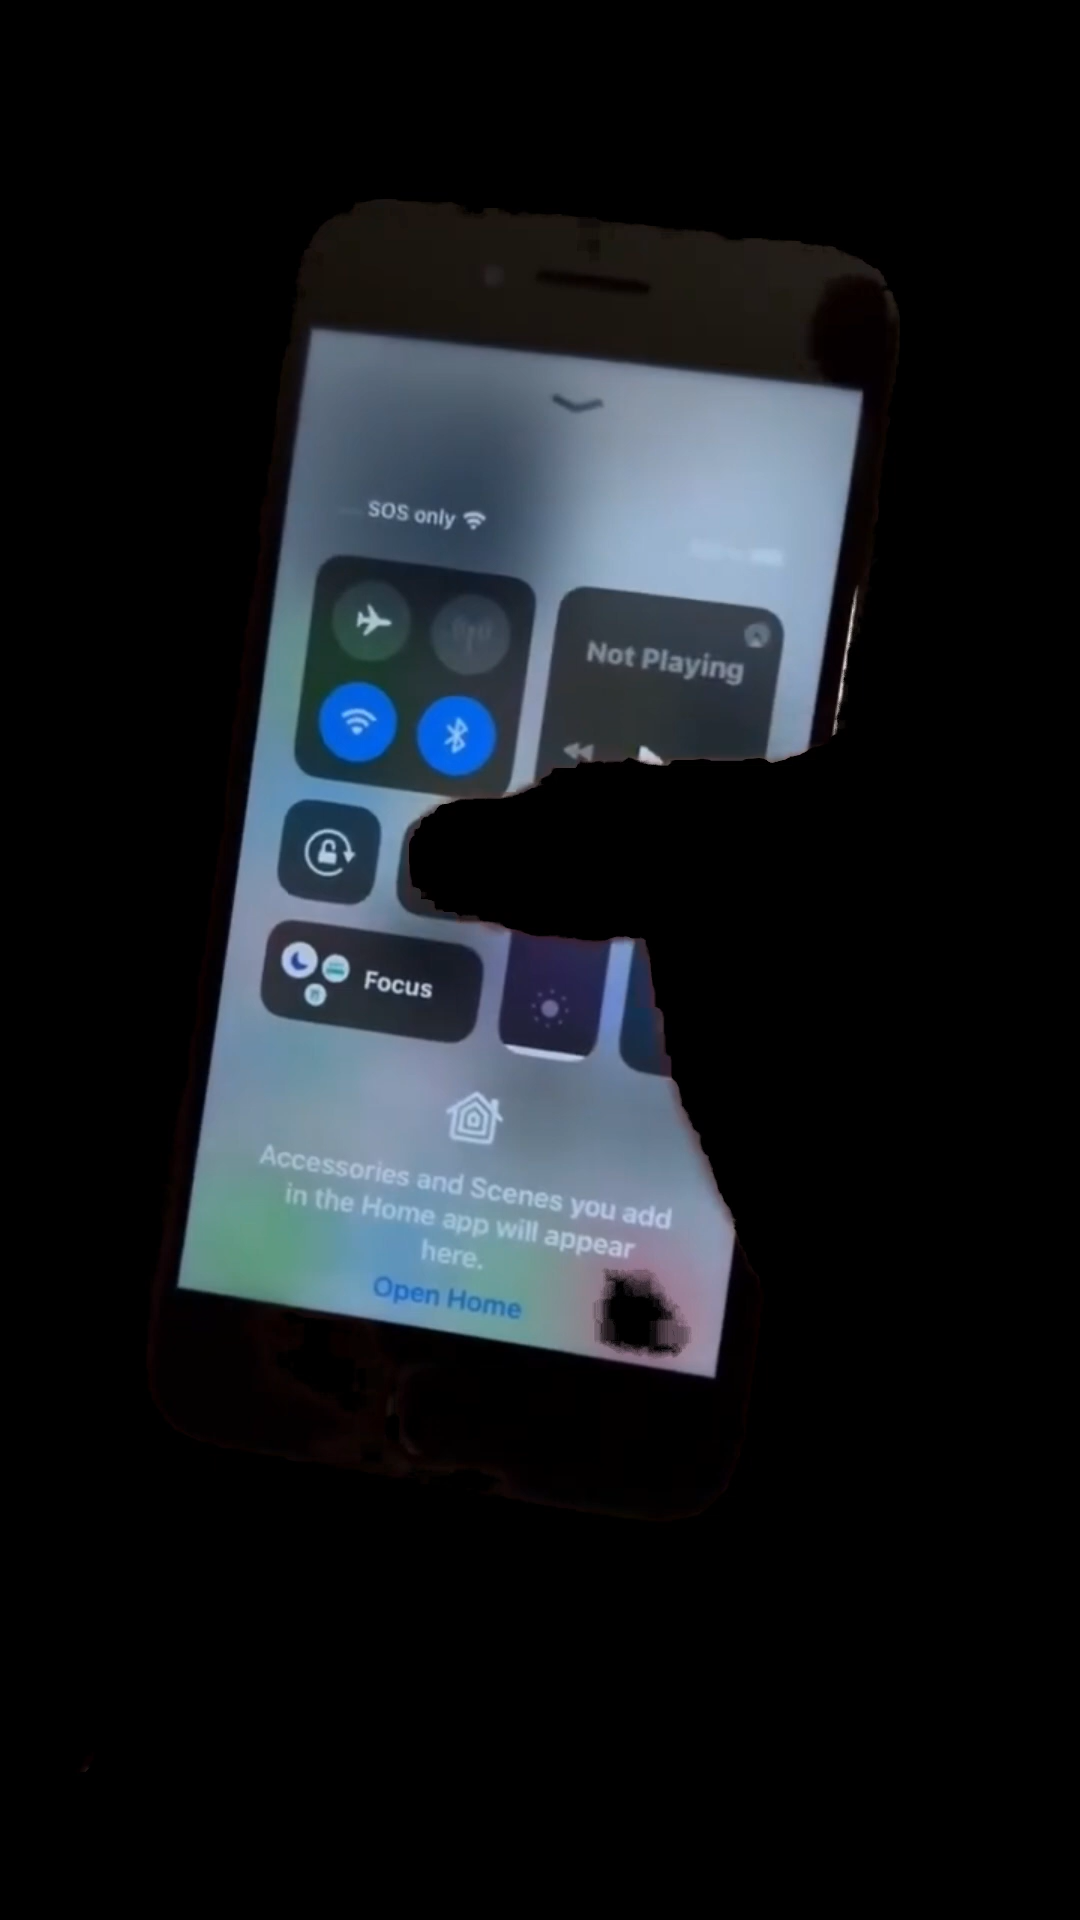 SOS only
Not Playing
Focus
Accessories and Scenes you add
in the Home app will appear
here.
Open Home